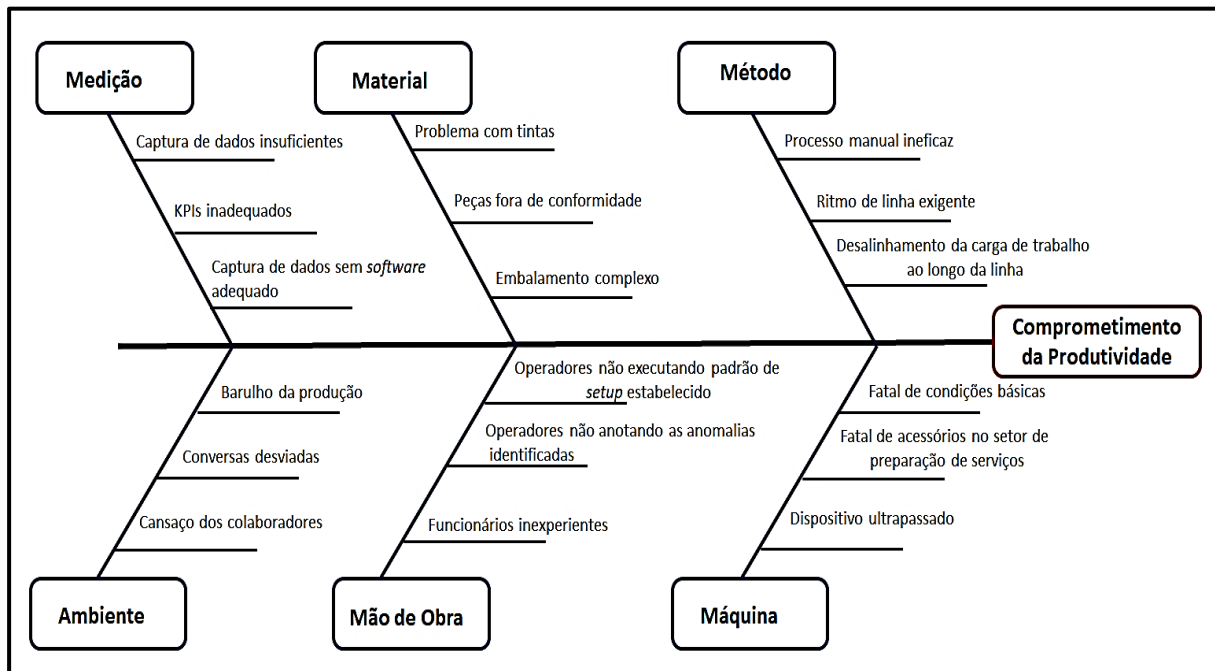 Medição
Material
Método
Captura de dados insuficientes
KPIs inadequados
Captura de dados sem software
adequado
Problema com tintas
Peças fora de conformidade
Embalamento complexo
Processo manual ineficaz
Ritmo de linha exigente
Desalinhamento da carga de trabalho
ao longo da linha
Comprometimento
da Produtividade
Barulho da produção
Conversas desviadas
Cansaço dos colaboradores
Operadores não executando padrão de
setup estabelecido
Operadores não anotando as anomalias
identificadas
Funcionários inexperientes
Fatal de condições básicas
Fatal de acessórios no setor de
preparação de serviços
Dispositivo ultrapassado
Ambiente
Mão de Obra
Máquina